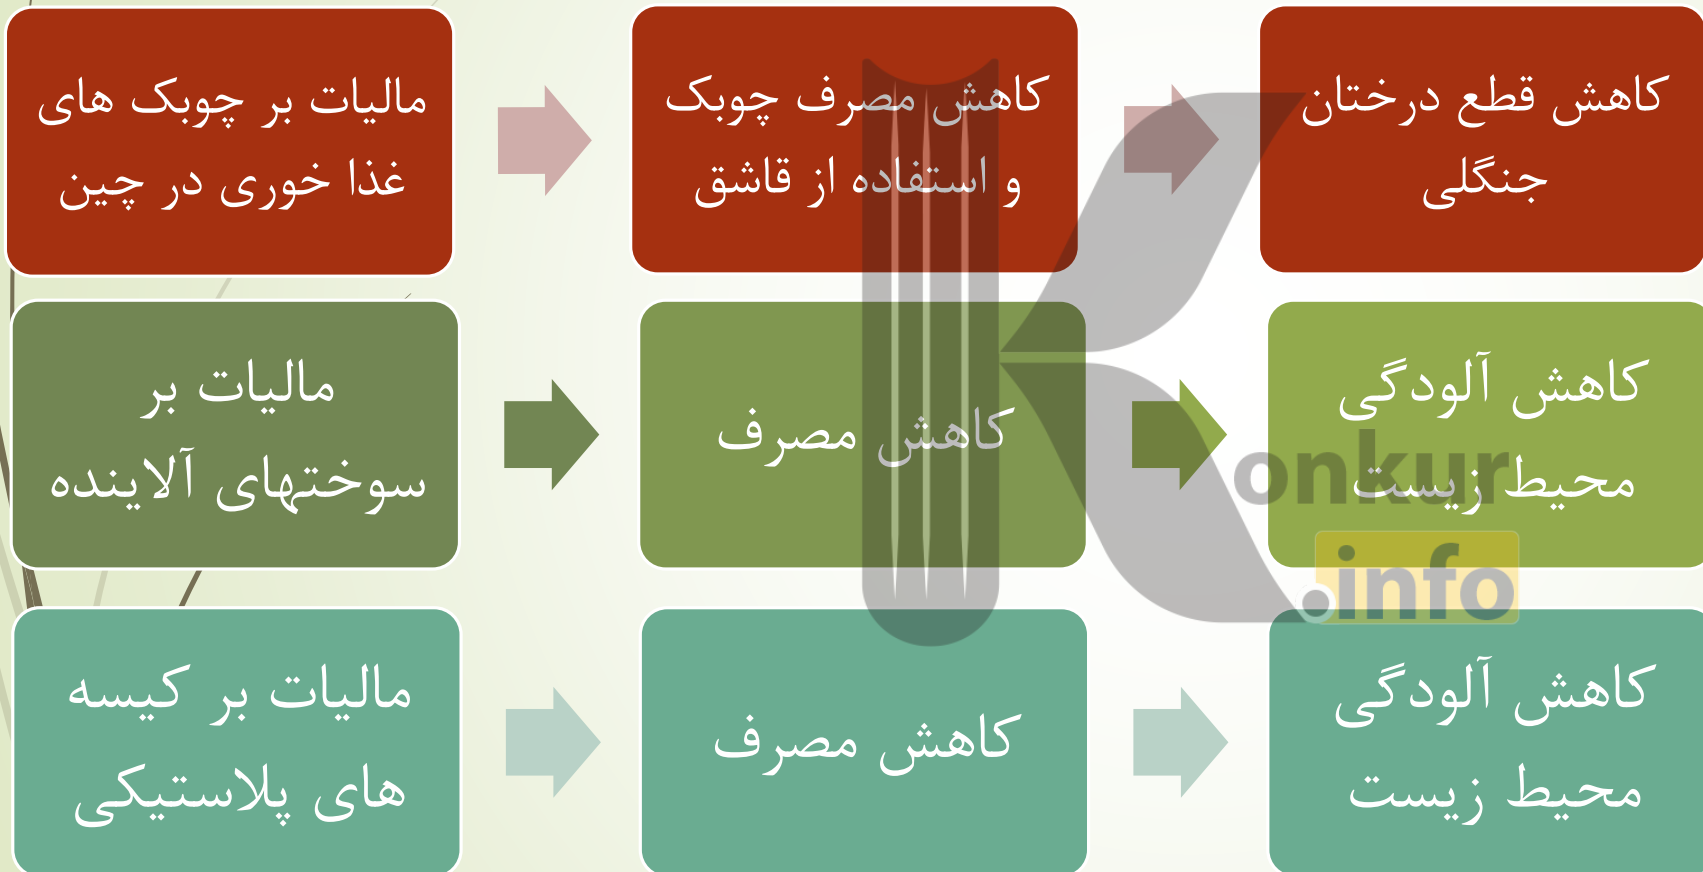 مالیات بر چوبک های
غذا خوری در چین
کاهش مصرف چوبک
و استفاده از قاشق
کاهش قطع درختان
جنگلی
مالیات بر
سوختهای آلاینده
کاهش مصرف
کاهش آلودگی
محیط زیست
مالیات بر کیسه
های پلاستیکی
کاهش مصرف
کاهش آلودگی
محیط زیست
Konkur
.info